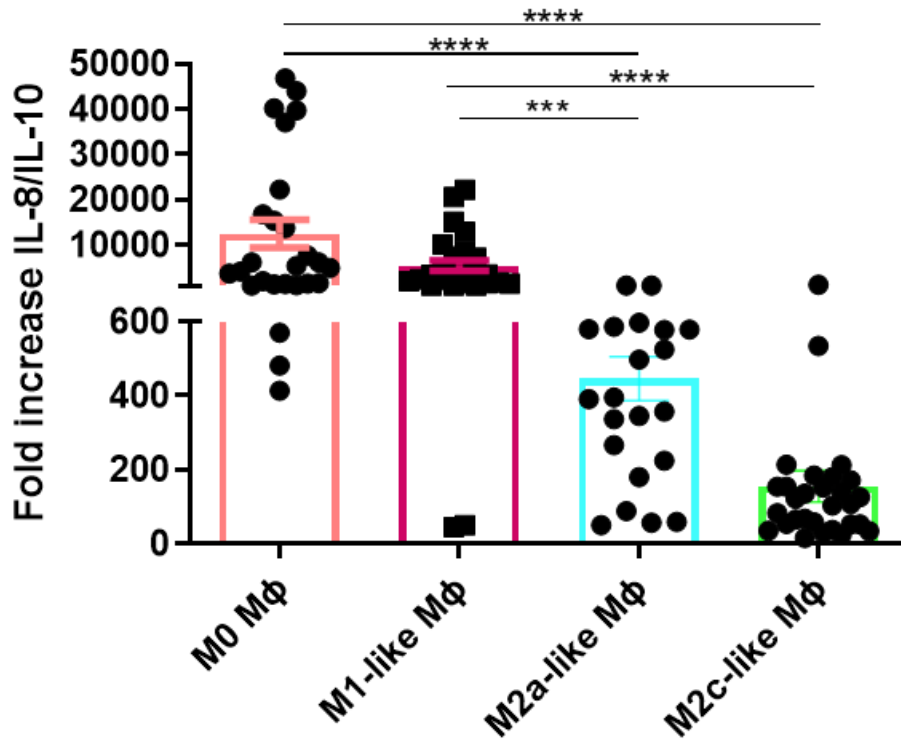 ****
****
****
***
Fold increase IL-8/IL-10
50000
40000
30000
20000
10000
600
400
200
0
M0 Mϕ
M1-like Mϕ
M2a-like Mϕ
M2c-like Mϕ